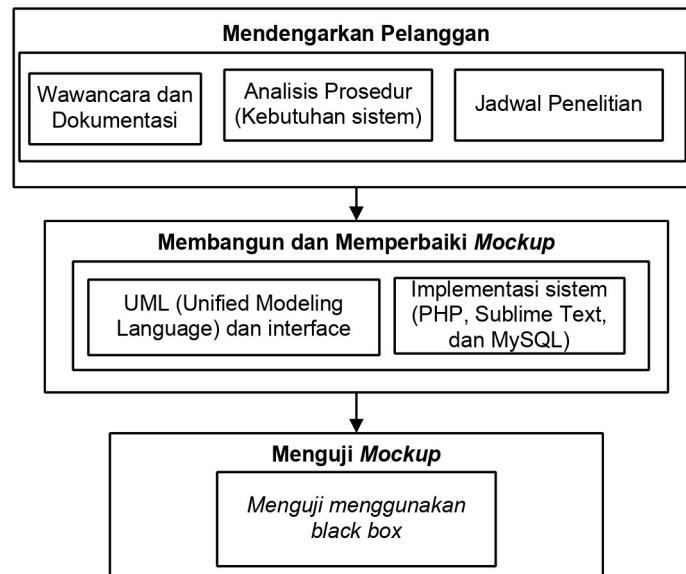 Mendengarkan Pelanggan
Wawancara dan
Dokumentasi
Analisis Prosedur
(Kebutuhan sistem)
Jadwal Penelitian
Membangun dan Memperbaiki Mockup
UML (Unified Modeling
Language) dan interface
Implementasi sistem
(PHP, Sublime Text,
dan MySQL)
Menguji Mockup
Menguji menggunakan
black box